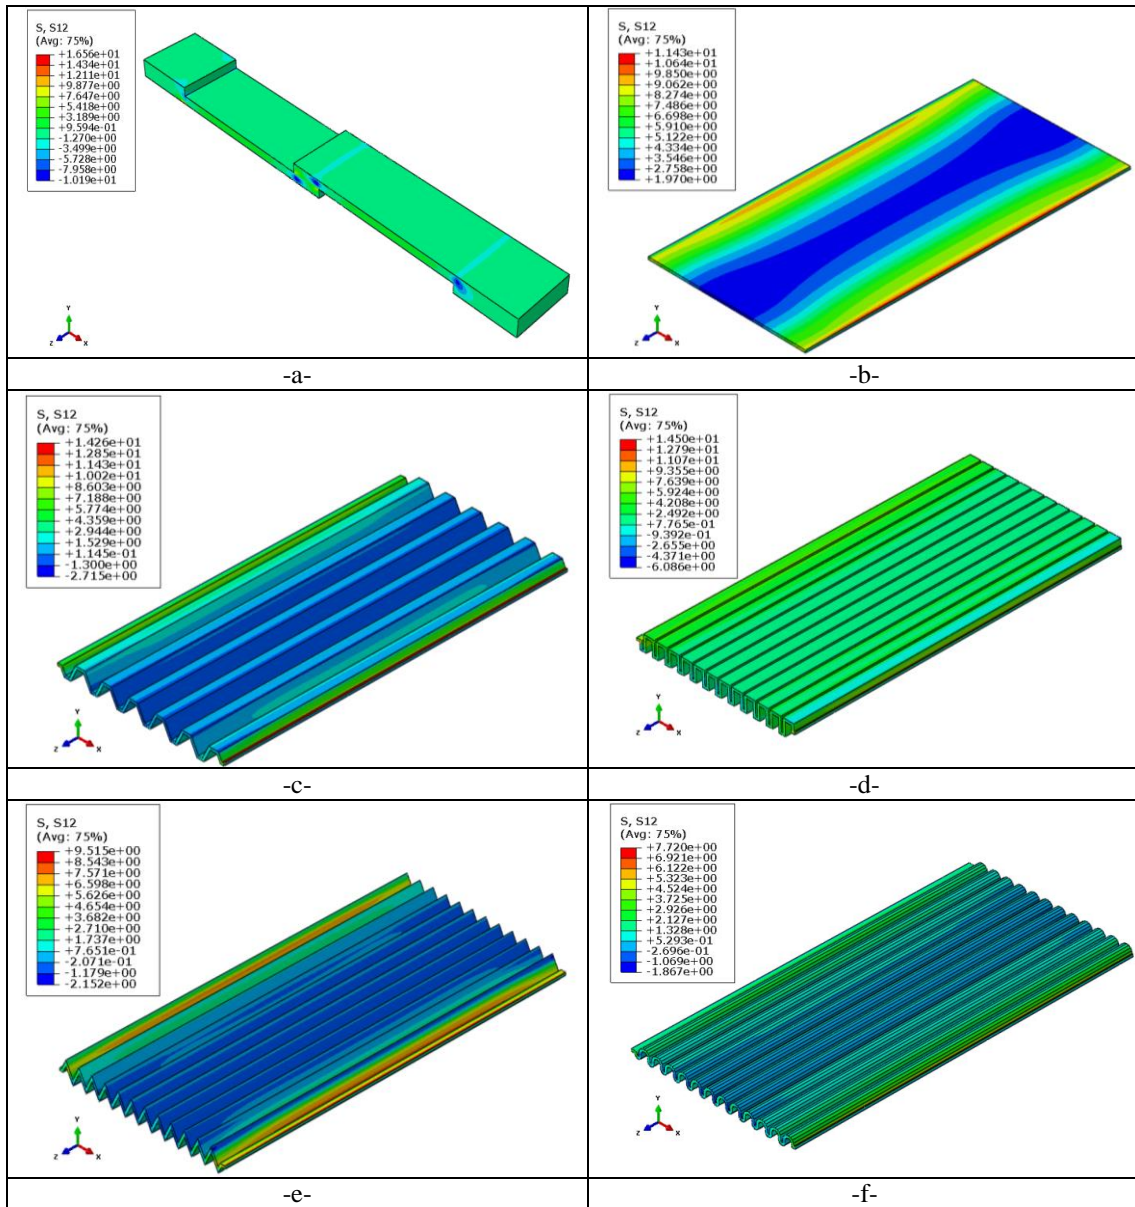 S, S12
(Avg: 75%)
+1.656e+01
+1.434e+01
+1.211e+01
+9.877e+00
+7.647e+00
+5.418e+00
+3.189e+00
+9.594e-01
-1.270e+00
-3.499e+00
-5.728e+00
-7.958e+00
-1.019e+01
Y
Z
X
S, S12
(Avg: 75%)
+1.143e+01
+1.064e+01
+9.850e+00
+9.062e+00
+8.274e+00
+7.486e+00
+6.698e+00
+5.910e+00
+5.122e+00
+4.334e+00
+3.546e+00
+2.758e+00
+1.970e+00
Y
Z
X
-a-
-b-
S, S12
(Avg: 75%)
+1.426e+01
+1.285e+01
+1.143e+01
+1.002e+01
+8.603e+00
+7.188e+00
+5.774e+00
+4.359e+00
+2.944e+00
+1.529e+00
+1.145e-01
-1.300e+00
-2.715e+00
Y
Z
X
S, S12
(Avg: 75%)
+1.450e+01
+1.279e+01
+1.107e+01
+9.355e+00
+7.639e+00
+5.924e+00
+4.208e+00
+2.492e+00
+7.765e-01
-9.392e-01
-2.655e+00
-4.371e+00
-6.086e+00
Y
Z
X
-c-
-d-
S, S12
(Avg: 75%)
+9.515e+00
+8.543e+00
+7.571e+00
+6.598e+00
+5.626e+00
+4.654e+00
+3.682e+00
+2.710e+00
+1.737e+00
+7.651e-01
-2.071e-01
-1.179e+00
-2.152e+00
Y
Z
X
S, S12
(Avg: 75%)
+7.720e+00
+6.921e+00
+6.122e+00
+5.323e+00
+4.524e+00
+3.725e+00
+2.926e+00
+2.127e+00
+1.328e+00
+5.293e-01
-2.696e-01
-1.069e+00
-1.867e+00
Y
Z
X
-e-
-f-